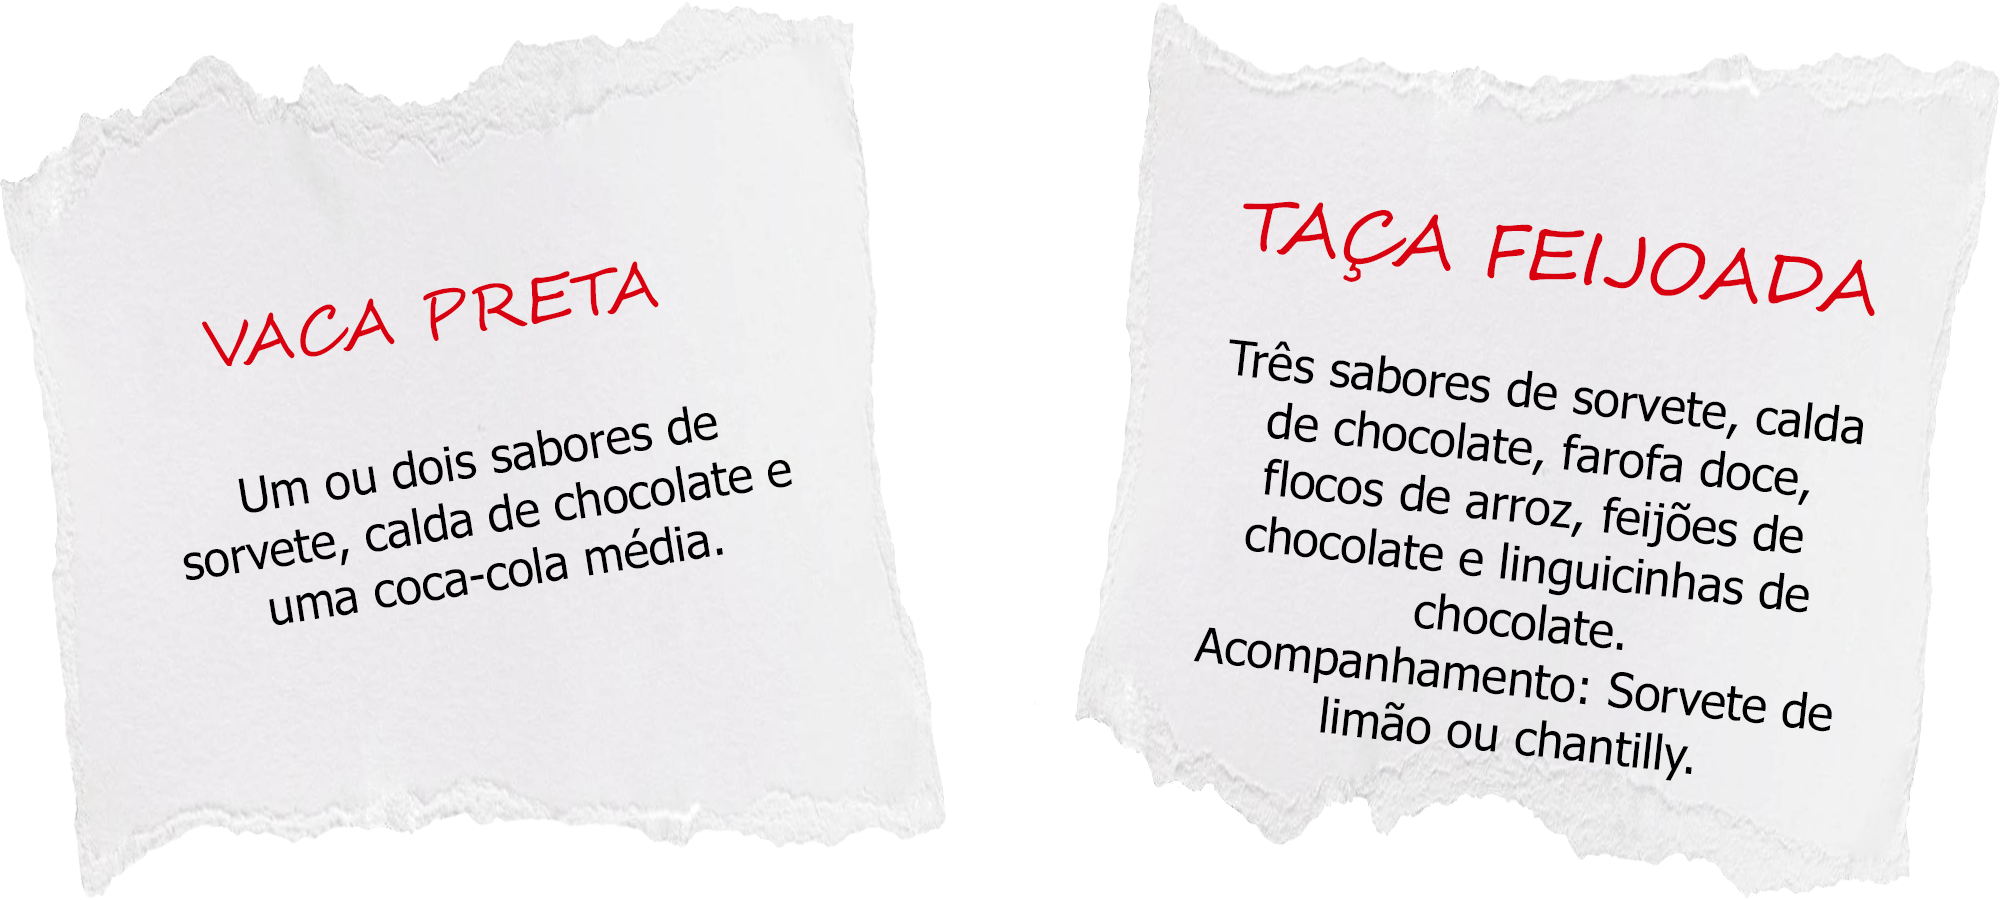 VACA PRETA
Um ou dois sabores de
sorvete, calda de chocolate e
uma coca-cola média.
TAÇA FEIJOADA
Três sabores de sorvete, calda
de chocolate, farofa doce,
flocos de arroz, feijões de
chocolate e linguicinhas de
chocolate.
Acompanhamento: Sorvete de
limão ou chantilly.